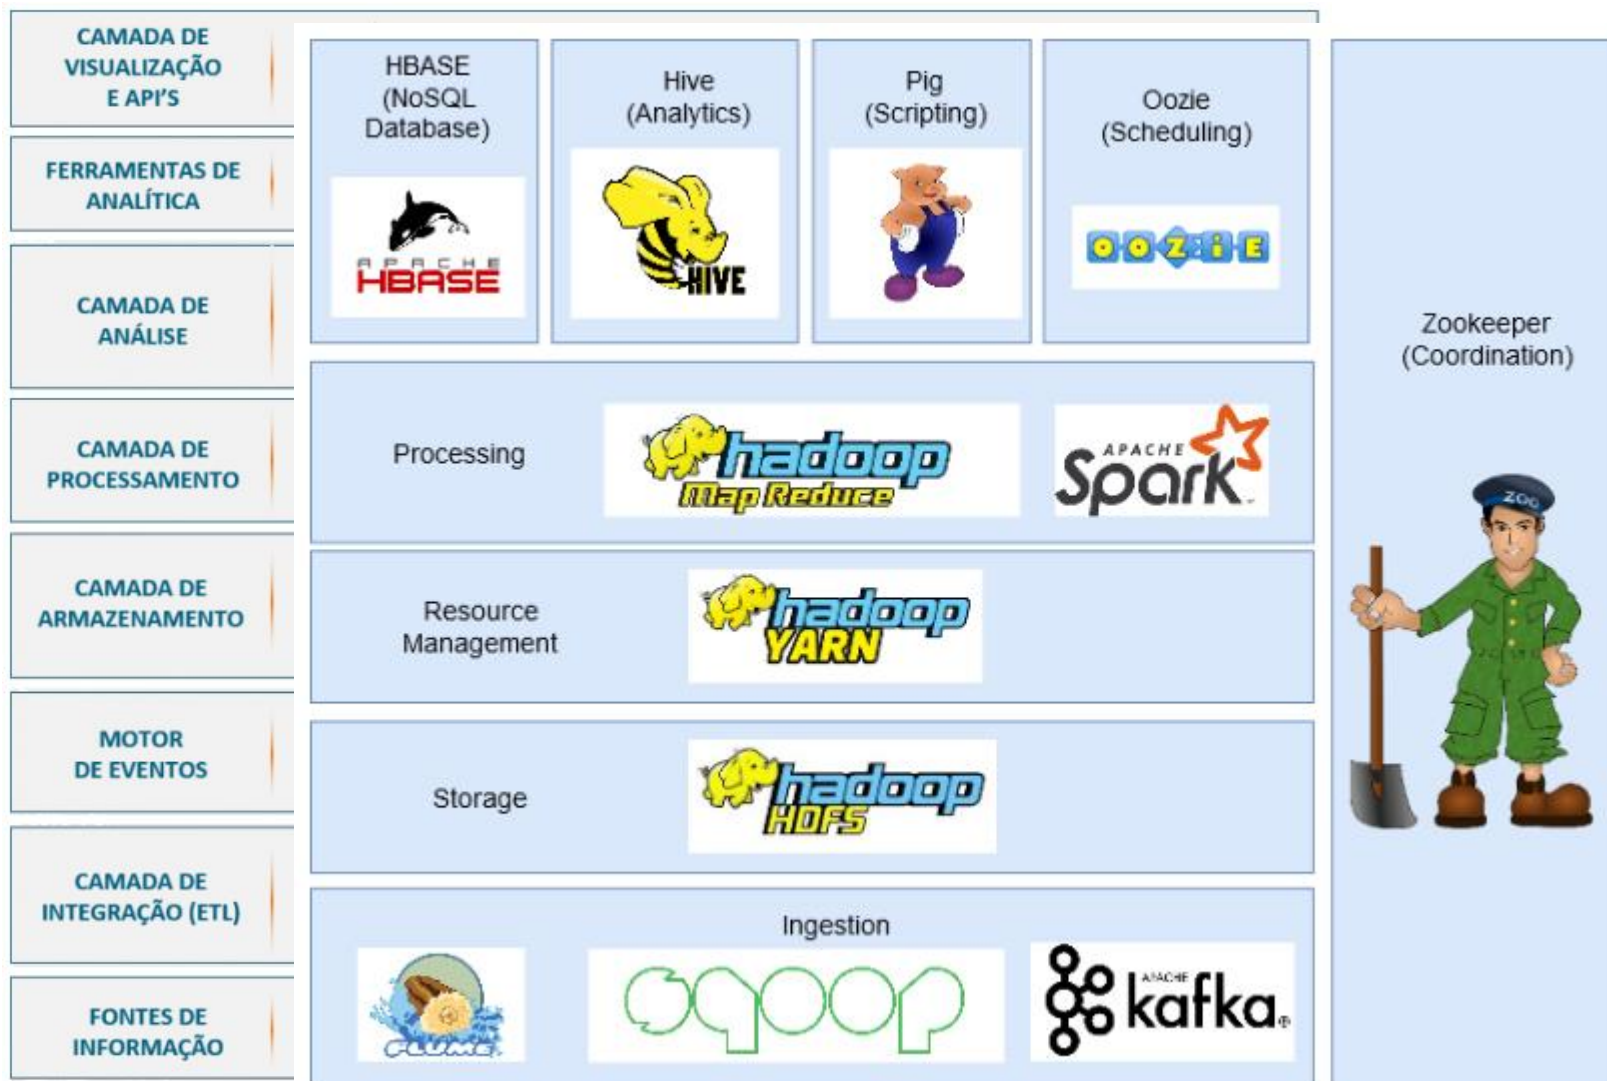 CAMADA DE
VISUALIZAÇÃO
E API'S
FERRAMENTAS DE
ANALÍTICA
CAMADA DE
ANÁLISE
CAMADA DE
PROCESSAMENTO
CAMADA DE
ARMAZENAMENTO
MOTOR
DE EVENTOS
CAMADA DE
INTEGRAÇÃO (ETL)
FONTES DE
INFORMAÇÃO
HBASE
(NoSQL
Database)
APACHE
HBASE
Hive
(Analytics)
HIVE
Pig
(Scripting)
Oozie
(Scheduling)
OOZiE
Processing
hadoop
Map Reduce
APACHE
Spark
Resource
Management
hadoop
YARN
Storage
hadoop
HDFS
Ingestion
FLUME
sqoop
APACHE
kafka®
Zookeeper
(Coordination)
ZOO